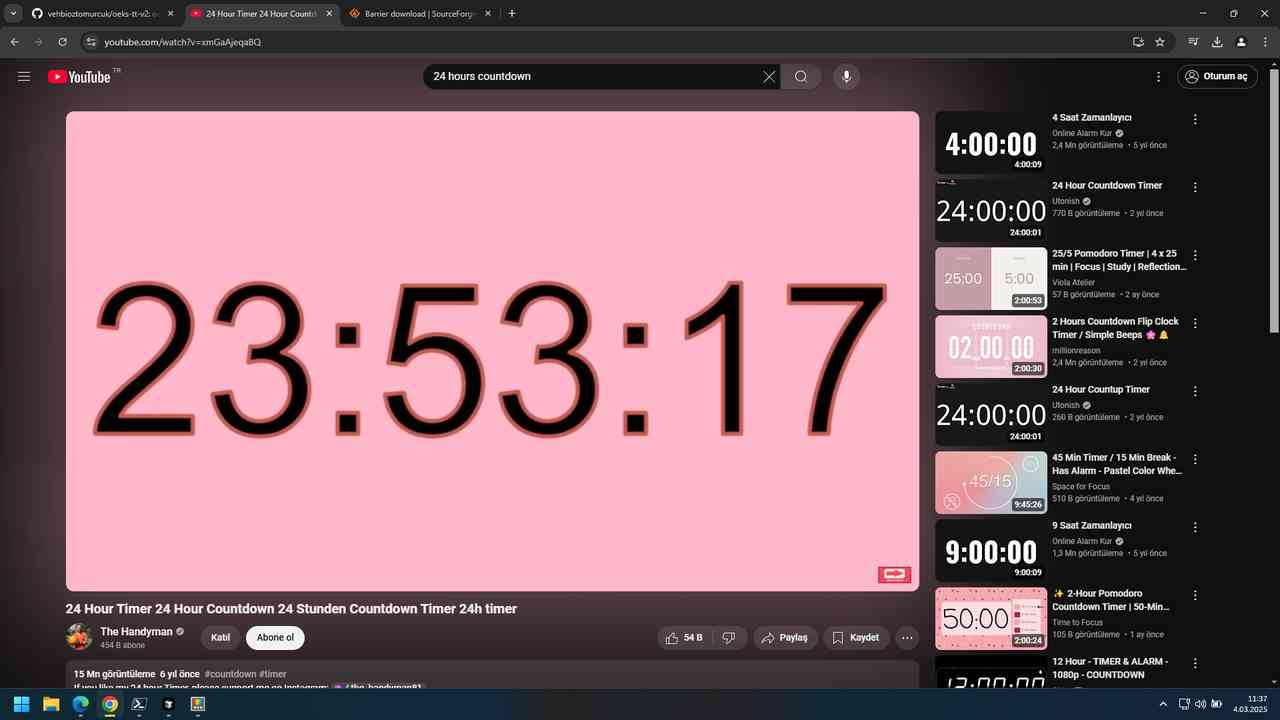 vehbioztomurcuk/oeks-tt-v2:
24 Hour Timer 24 Hour Countd
Barrier download | SourceForg
youtube.com/watch?v=xmGaAjeqaBQ
YouTube TR
24 hours countdown
Oturum aç
23:53:17
24 Hour Timer 24 Hour Countdown 24 Stunden Countdown Timer 24h timer
The Handyman
454 B abone
Katıl
Abone ol
54 B
Paylaş
Kaydet
15 Mn görüntüleme 6 yıl önce #countdown #timer
If you like my 24 hour Timer, please support me on Instagram: / the_handyman81
4:00:00
4:00:09
4 Saat Zamanlayıcı
Online Alarm Kur
2,4 Mn görüntüleme • 5 yıl önce
24:00:00
24:00:01
24 Hour Countdown Timer
Utonish
770 B görüntüleme • 2 yıl önce
25:00
5:00
2:00:53
25/5 Pomodoro Timer | 4 x 25
min | Focus | Study | Reflection...
Viola Atelier
57 B görüntüleme • 2 ay önce
COUNTDOWN
02 00 00
2:00:30
2 Hours Countdown Flip Clock
Timer / Simple Beeps 🌸 🔔
millionreason
2,4 Mn görüntüleme • 2 yıl önce
24:00:00
24:00:01
24 Hour Countup Timer
Utonish
260 B görüntüleme • 2 yıl önce
45/15
9:45:26
45 Min Timer / 15 Min Break -
Has Alarm - Pastel Color Whe...
Space for Focus
510 B görüntüleme • 4 yıl önce
9:00:00
9:00:09
9 Saat Zamanlayıcı
Online Alarm Kur
1,3 Mn görüntüleme • 5 yıl önce
50:00
2:00:24
✨ 2-Hour Pomodoro
Countdown Timer | 50-Min...
Time to Focus
105 B görüntüleme • 1 ay önce
12:00:00
12 Hour - TIMER & ALARM -
1080p - COUNTDOWN
11:37
4.03.2025